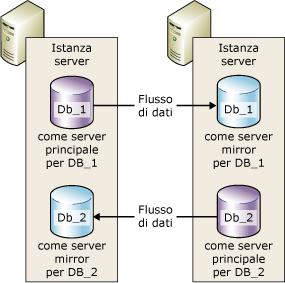 Istanza
server
Db_1
come server
principale
per DB_1
Flusso
di dati
Istanza
server
Db_1
come server
mirror
per DB_1
Db_2
come server
mirror
per DB_2
Flusso
di dati
Db_2
come server
principale
per DB_2